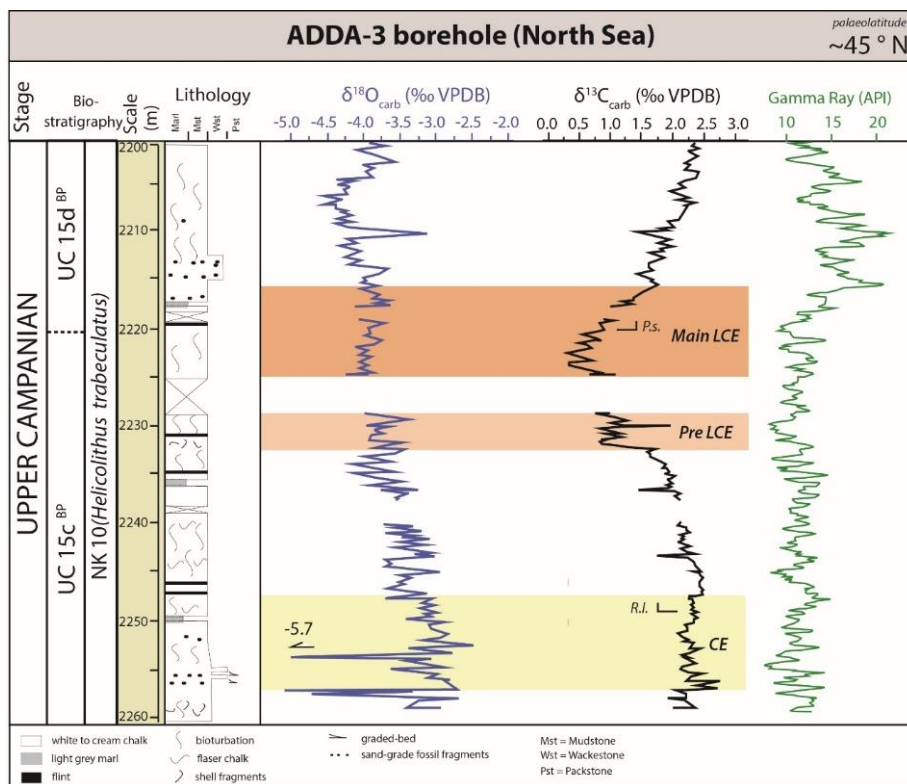 ADDA-3 borehole (North Sea)
palaeolatitude
~45 ° N
Stage
Bio-
stratigraphy
Scale
(m)
Lithology
Marl
Mst
Wst
Pst
δ18Ocarb (‰ VPDB)
-5.0 -4.5 -4.0 -3.5 -3.0 -2.5 -2.0
δ13Ccarb (‰ VPDB)
0.0 0.5 1.0 1.5 2.0 2.5 3.0
Gamma Ray (API)
10 15 20
UPPER CAMPANIAN
UC 15d BP
UC 15c BP
NK 10 (Helicolithus trabeculatus)
2200
2210
2220
2230
2240
2250
2260
P.s.
Main LCE
Pre LCE
R.l.
CE
-5.7
white to cream chalk
light grey marl
flint
bioturbation
flaser chalk
shell fragments
graded-bed
sand-grade fossil fragments
Mst = Mudstone
Wst = Wackestone
Pst = Packstone